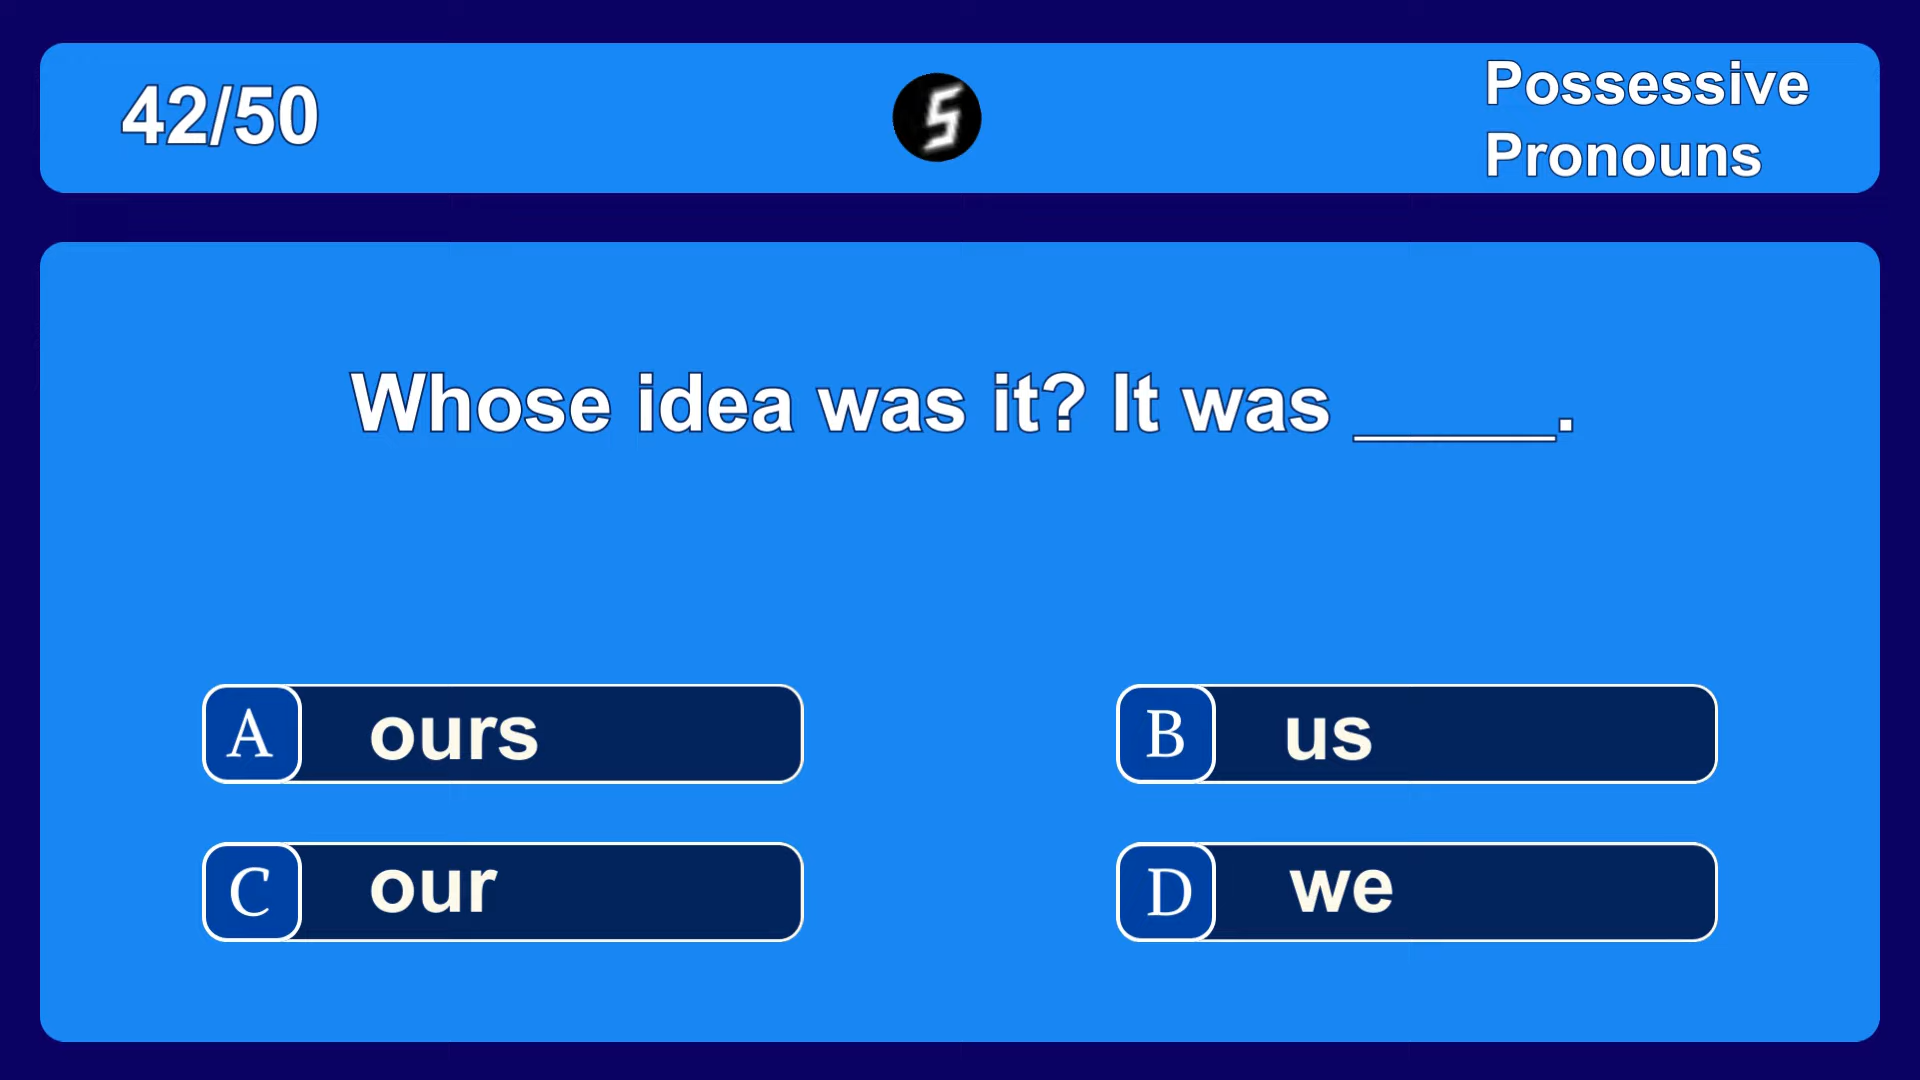 42/50
5
Possessive
Pronouns
Whose idea was it? It was _____.
A ours
B us
C our
D we